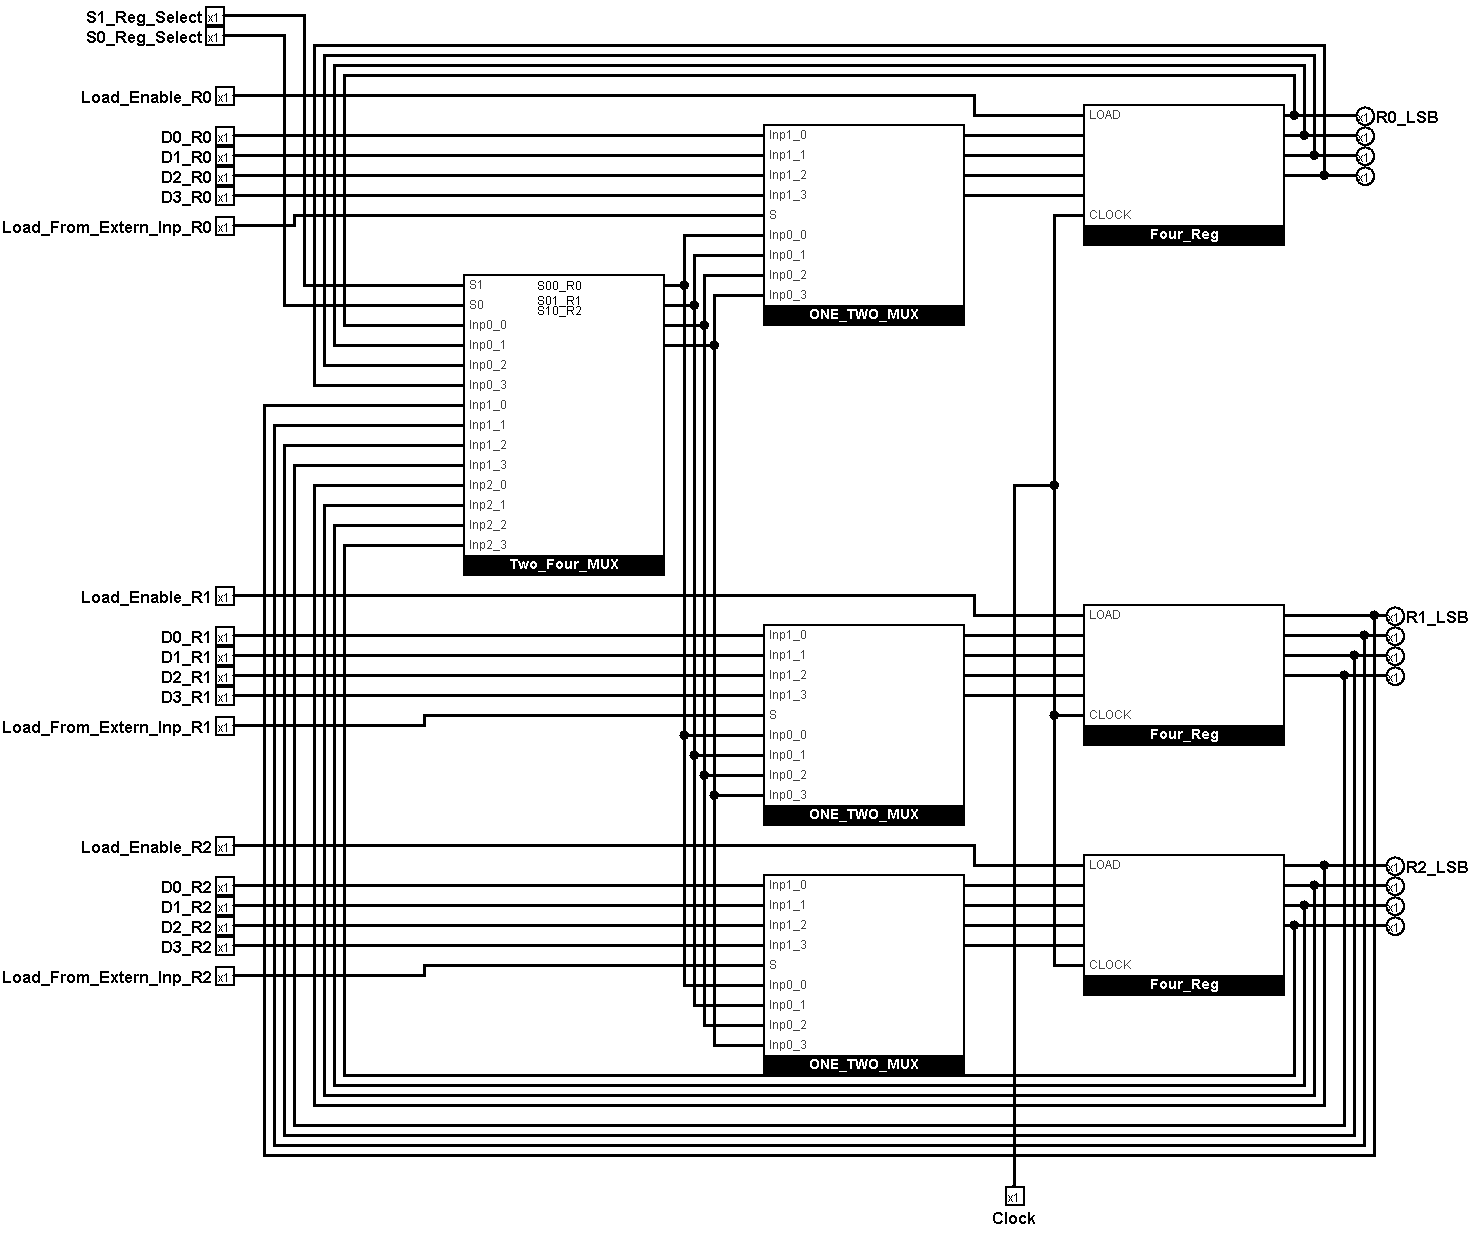 S1_Reg_Select x1
S0_Reg_Select x1
Load_Enable_R0 x1
D0_R0 x1
D1_R0 x1
D2_R0 x1
D3_R0 x1
Load_From_Extern_Inp_R0 x1
Inp1_0
Inp1_1
Inp1_2
Inp1_3
S
Inp0_0
Inp0_1
Inp0_2
Inp0_3
ONE_TWO_MUX
LOAD
CLOCK
Four_Reg
x1 R0_LSB
x1
x1
x1
S1 S00_R0
S0 S01_R1
S10_R2
Inp0_0
Inp0_1
Inp0_2
Inp0_3
Inp1_0
Inp1_1
Inp1_2
Inp1_3
Inp2_0
Inp2_1
Inp2_2
Inp2_3
Two_Four_MUX
Load_Enable_R1 x1
D0_R1 x1
D1_R1 x1
D2_R1 x1
D3_R1 x1
Load_From_Extern_Inp_R1 x1
Inp1_0
Inp1_1
Inp1_2
Inp1_3
S
Inp0_0
Inp0_1
Inp0_2
Inp0_3
ONE_TWO_MUX
LOAD
CLOCK
Four_Reg
x1 R1_LSB
x1
x1
x1
Load_Enable_R2 x1
D0_R2 x1
D1_R2 x1
D2_R2 x1
D3_R2 x1
Load_From_Extern_Inp_R2 x1
Inp1_0
Inp1_1
Inp1_2
Inp1_3
S
Inp0_0
Inp0_1
Inp0_2
Inp0_3
ONE_TWO_MUX
LOAD
CLOCK
Four_Reg
x1 R2_LSB
x1
x1
x1
x1
Clock